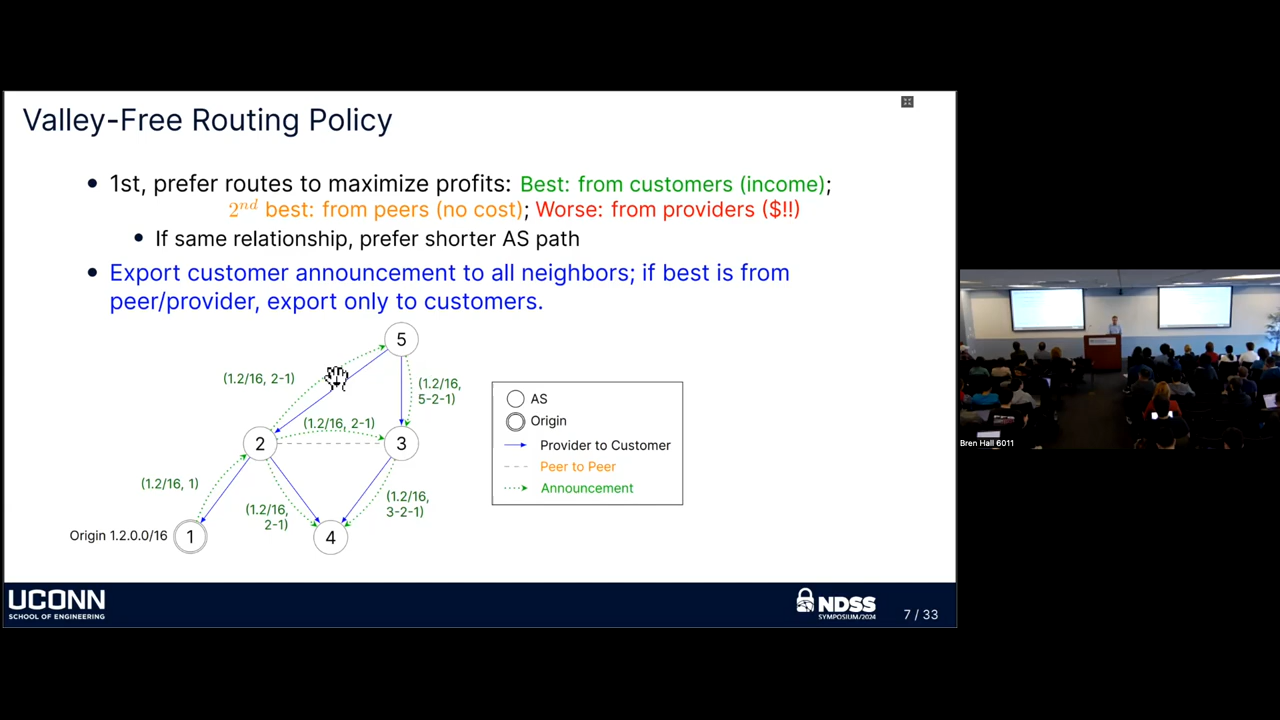 Valley-Free Routing Policy
• 1st, prefer routes to maximize profits: Best: from customers (income);
2nd best: from peers (no cost); Worse: from providers ($!!)
• If same relationship, prefer shorter AS path
• Export customer announcement to all neighbors; if best is from
peer/provider, export only to customers.
5
(1.2/16, 2-1)
(1.2/16,
5-2-1)
(1.2/16, 2-1)
2
3
(1.2/16, 1)
(1.2/16,
2-1)
(1.2/16,
3-2-1)
Origin 1.2.0.0/16
1
4
AS
Origin
Provider to Customer
Peer to Peer
Announcement
Bren Hall 6011
UCONN
SCHOOL OF ENGINEERING
NDSS
SYMPOSIUM/2024
7 / 33